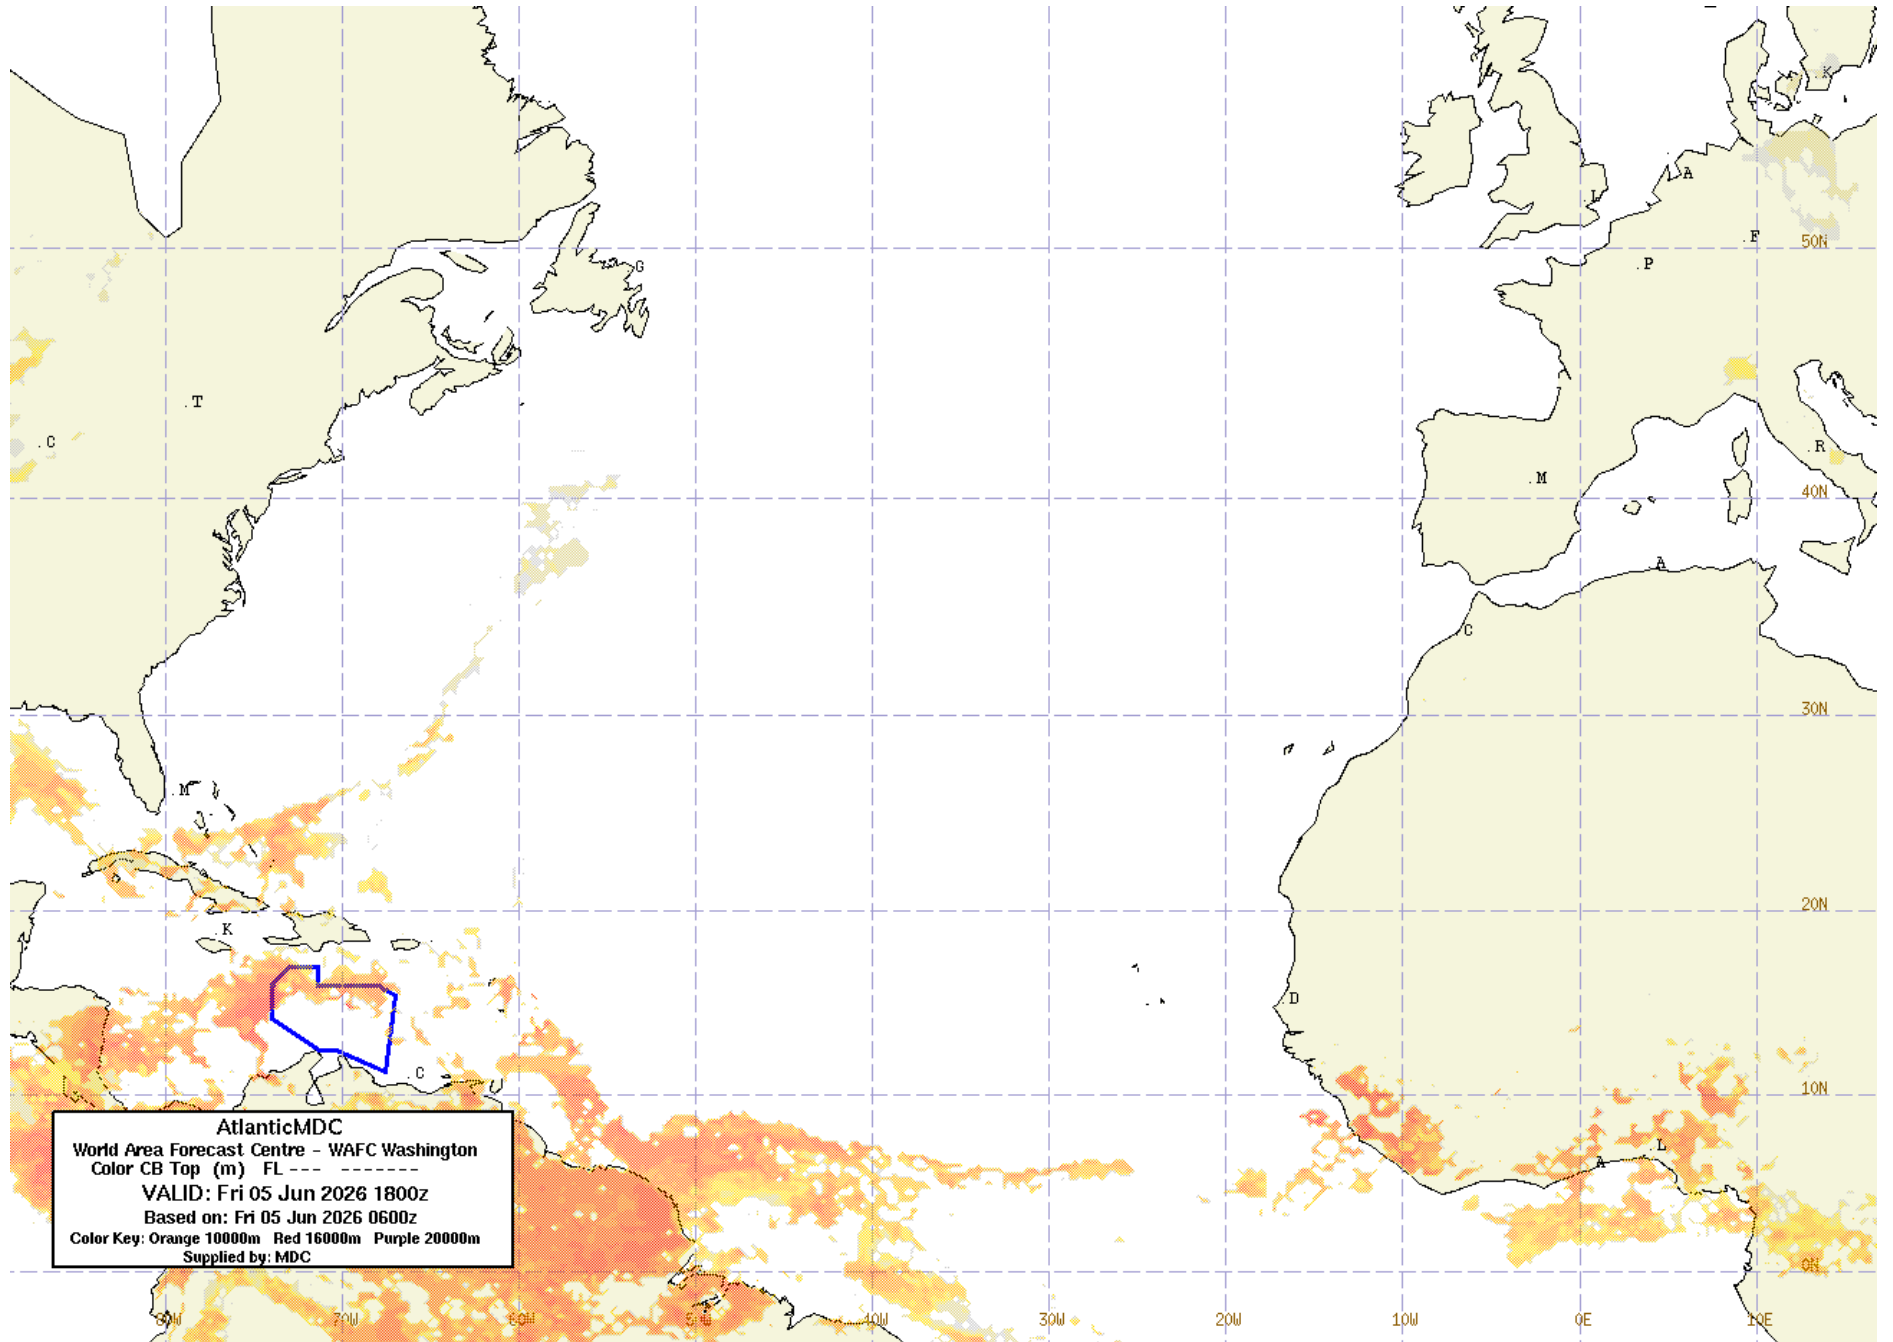 .K
.A
.L
.F
50N
.P
G
.T
.C
.R
.M
40N
.A
.C
30N
.M
20N
.K
.D
.C
10N
.L
A
0N
AtlanticMDC
World Area Forecast Centre - WAFC Washington
Color CB Top (m) FL --- -------
VALID: Fri 05 Jun 2026 1800z
Based on: Fri 05 Jun 2026 0600z
Color Key: Orange 10000m Red 16000m Purple 20000m
Supplied by: MDC
80W 70W 60W 50W 40W 30W 20W 10W 0E 10E